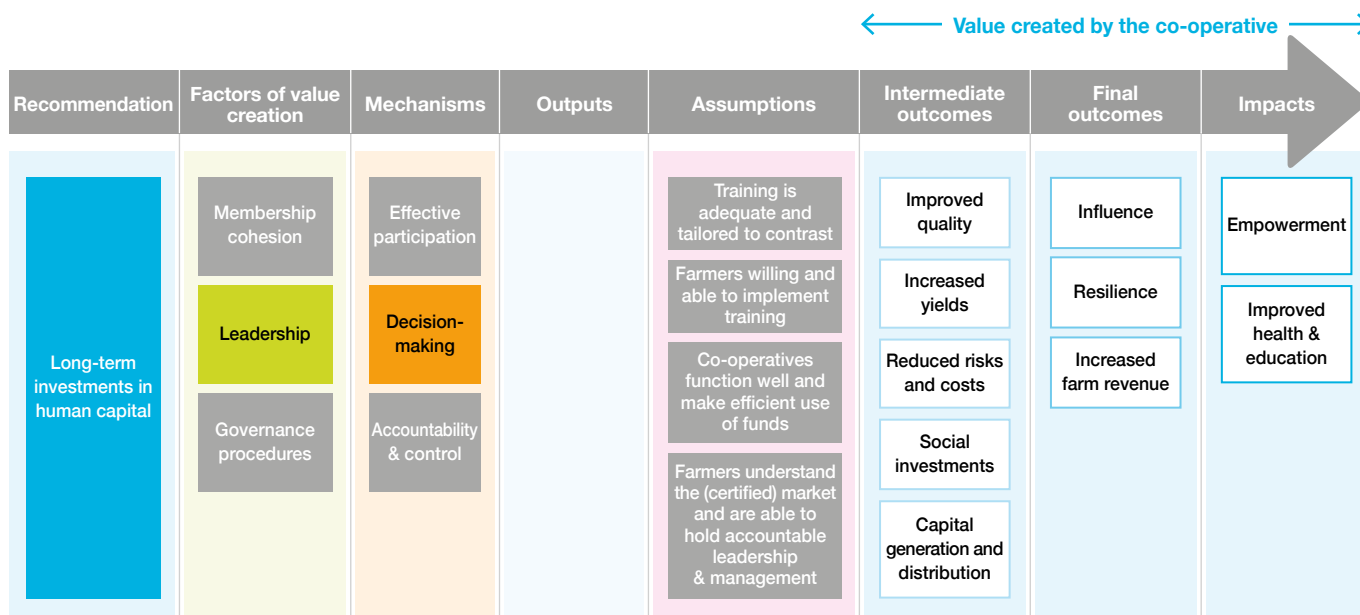 Value created by the co-operative
Recommendation
Factors of value
creation
Mechanisms
Outputs
Assumptions
Intermediate
outcomes
Final
outcomes
Impacts
Long-term
investments in
human capital
Membership
cohesion
Leadership
Governance
procedures
Effective
participation
Decision-
making
Accountability
& control
Training is
adequate and
tailored to contrast
Farmers willing and
able to implement
training
Co-operatives
function well and
make efficient use
of funds
Farmers understand
the (certified) market
and are able to
hold accountable
leadership
& management
Improved
quality
Increased
yields
Reduced risks
and costs
Social
investments
Capital
generation and
distribution
Influence
Resilience
Increased
farm revenue
Empowerment
Improved
health &
education